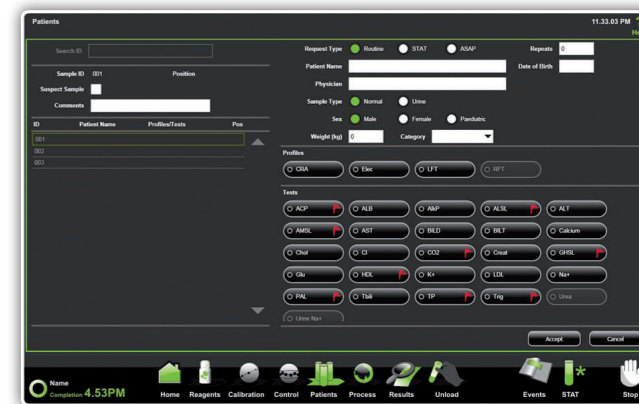 Patients 11.33.03 PM
Search ID
Sample ID 001 Position
Suspect Sample
Comments
ID Patient Name Profiles/Tests Pos
001
002
003
Request Type Routine STAT ASAP Repeats 0
Patient Name Date of Birth
Physician
Sample Type Normal Urine
Sex Male Female Paediatric
Weight (kg) 0 Category
Profiles
CRA Elec LFT RFT
Tests
ACP ALB AlkP ALSL ALT
AMSL AST BILD BILT Calcium
Chol Cl CO2 Creat GHSL
Glu HDL K+ LDL Na+
PAL Tbili TP Trig Urea
Urine Na+
Accept Cancel
Name
Completion 4.53PM
Home Reagents Calibration Control Patients Process Results Unload Events STAT Stop